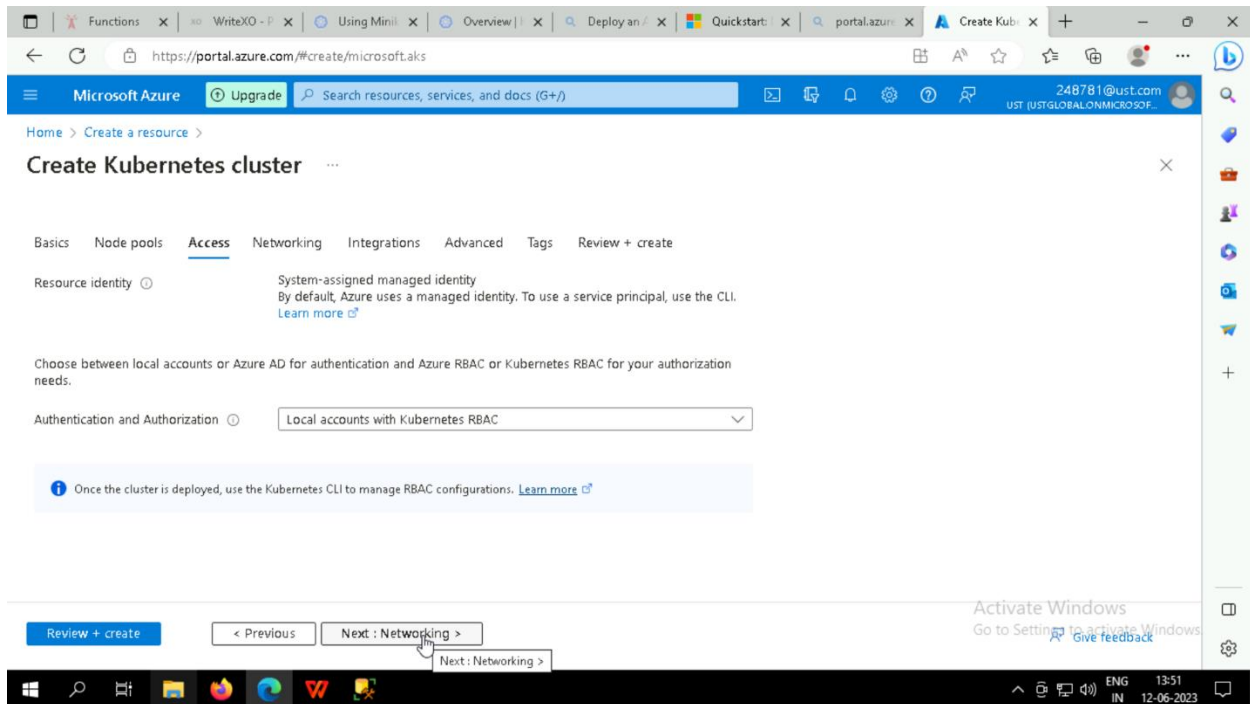 Functions
WriteXO - P
Using Mini
Overview |
Deploy an
Quickstart:
portal.azure
Create Kube
https://portal.azure.com/#create/microsoft.aks
Microsoft Azure
Upgrade
Search resources, services, and docs (G+/)
248781@ust.com
UST (USTGLOBAL.ONMICROSOF...
Home > Create a resource >
Create Kubernetes cluster ...
Basics Node pools Access Networking Integrations Advanced Tags Review + create
Resource identity
System-assigned managed identity
By default, Azure uses a managed identity. To use a service principal, use the CLI.
Learn more
Choose between local accounts or Azure AD for authentication and Azure RBAC or Kubernetes RBAC for your authorization
needs.
Authentication and Authorization
Local accounts with Kubernetes RBAC
Once the cluster is deployed, use the Kubernetes CLI to manage RBAC configurations. Learn more
Activate Windows
Go to Settings to activate Windows.
Give feedback
Review + create
< Previous
Next : Networking >
Next : Networking >
ENG
IN
13:51
12-06-2023